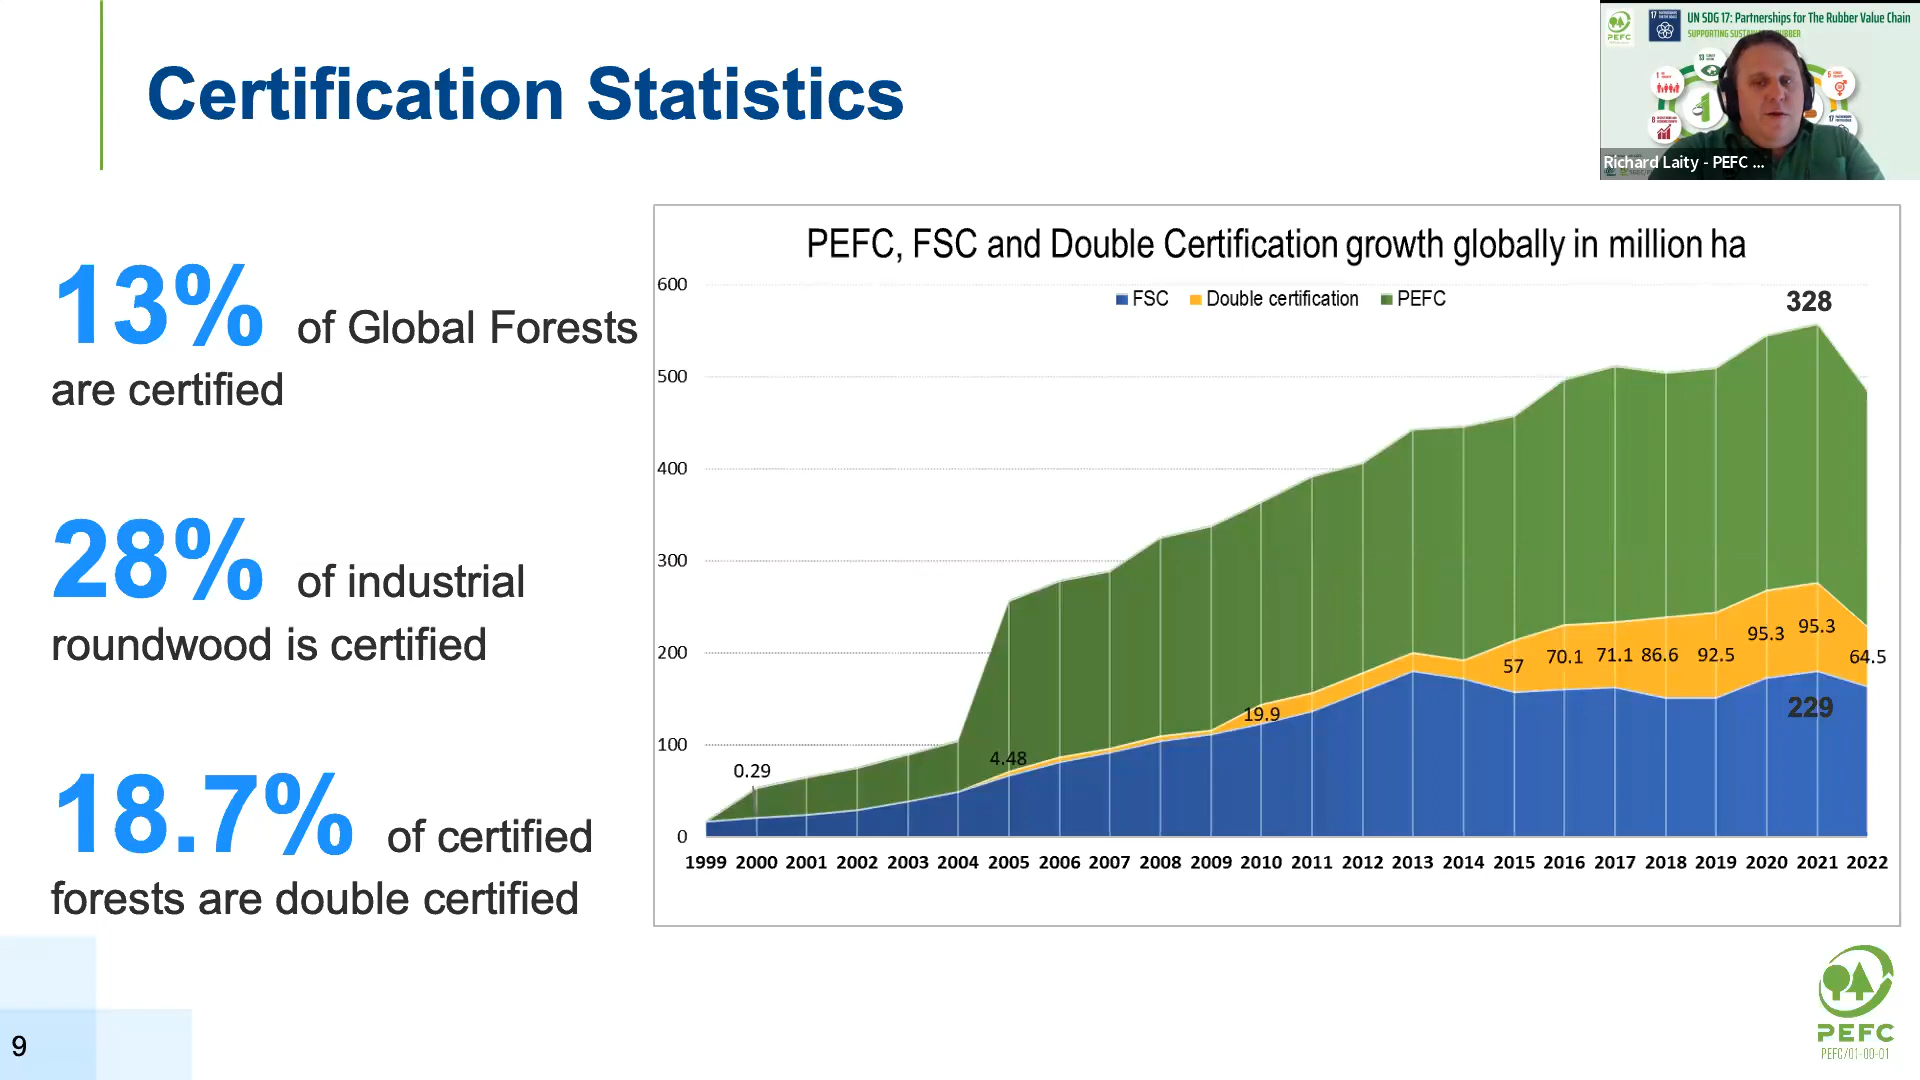 Certification Statistics
PEFC
17
UN SDG 17: Partnerships for The Rubber Value Chain
Richard Laity - PEFC ...
13% of Global Forests
are certified
28% of industrial
roundwood is certified
18.7% of certified
forests are double certified
PEFC, FSC and Double Certification growth globally in million ha
FSC Double certification PEFC
600
500
400
300
200
100
0
328
229
0.29
4.48
19.9
57
70.1
71.1
86.6
92.5
95.3
95.3
64.5
1999 2000 2001 2002 2003 2004 2005 2006 2007 2008 2009 2010 2011 2012 2013 2014 2015 2016 2017 2018 2019 2020 2021 2022
PEFC
PEFC/01-00-01
9